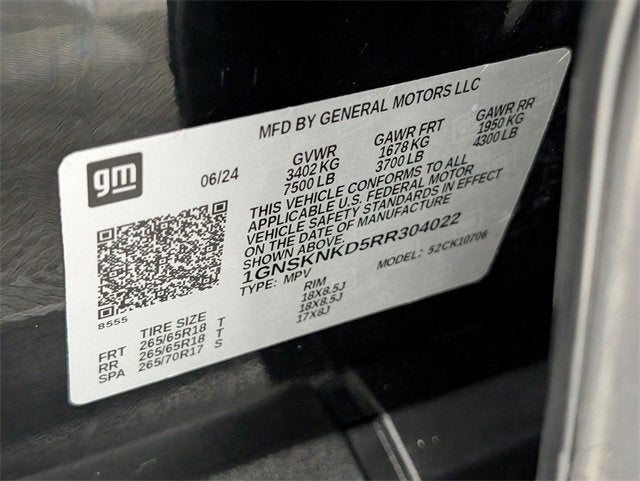 MFD BY GENERAL MOTORS LLC
gm
06/24
GVWR
3402 KG
7500 LB
GAWR FRT
1678 KG
3700 LB
GAWR RR
1950 KG
4300 LB
THIS VEHICLE CONFORMS TO ALL
APPLICABLE U.S. FEDERAL MOTOR
VEHICLE SAFETY STANDARDS IN EFFECT
ON THE DATE OF MANUFACTURE
SHOWN ABOVE.
1GNSKNKD5RR304022
TYPE: MPV MODEL: 52CK10706
8555
TIRE SIZE RIM
FRT 265/65R18 T 18X8.5J
RR 265/65R18 T 18X8.5J
SPA 265/70R17 S 17X8J